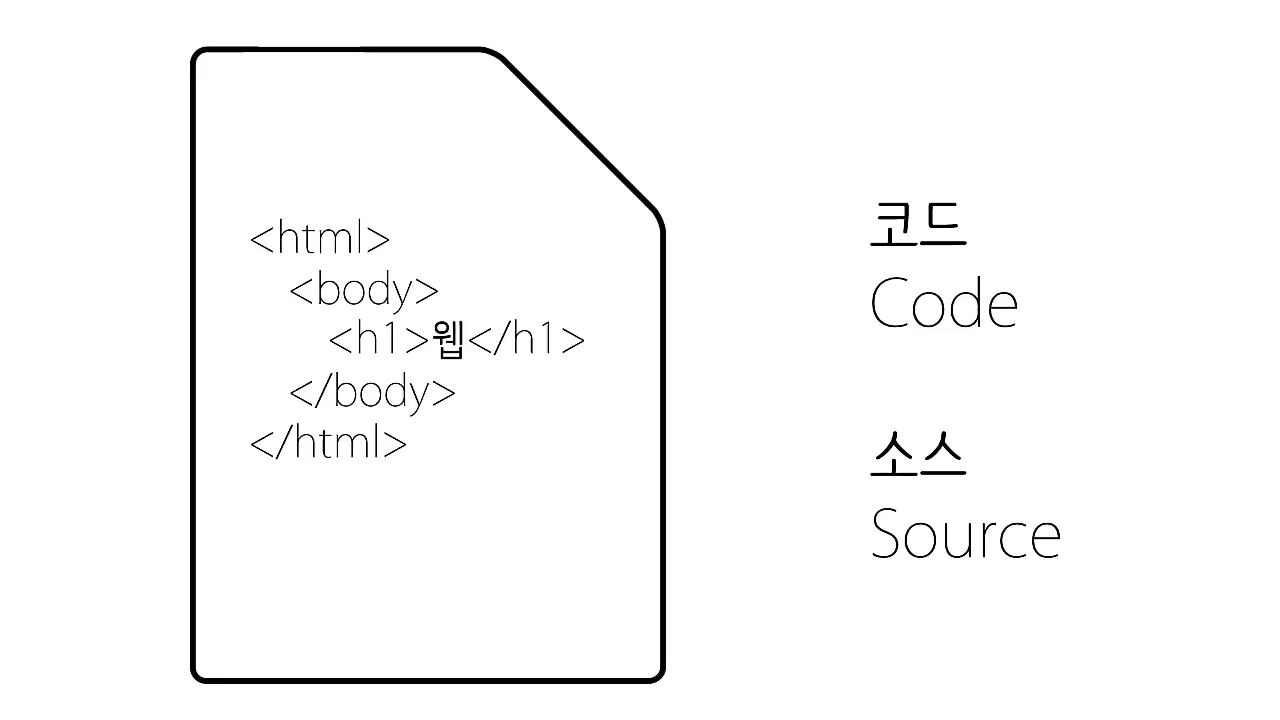 <html>
<body>
<h1>웹</h1>
</body>
</html>
코드
Code
소스
Source